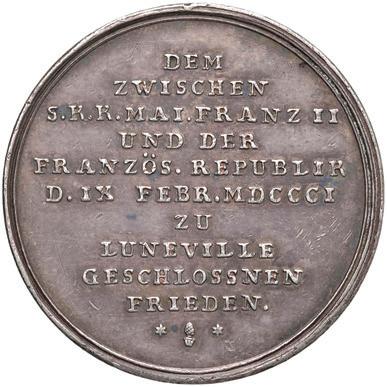 DEM
ZWISCHEN
S.K.K.MAI.FRANZ II
UND DER
FRANZÖS. REPUBLIK
D. IX FEBR.MDCCCI
ZU
LUNEVILLE
GESCHLOSSNEN
FRIEDEN.